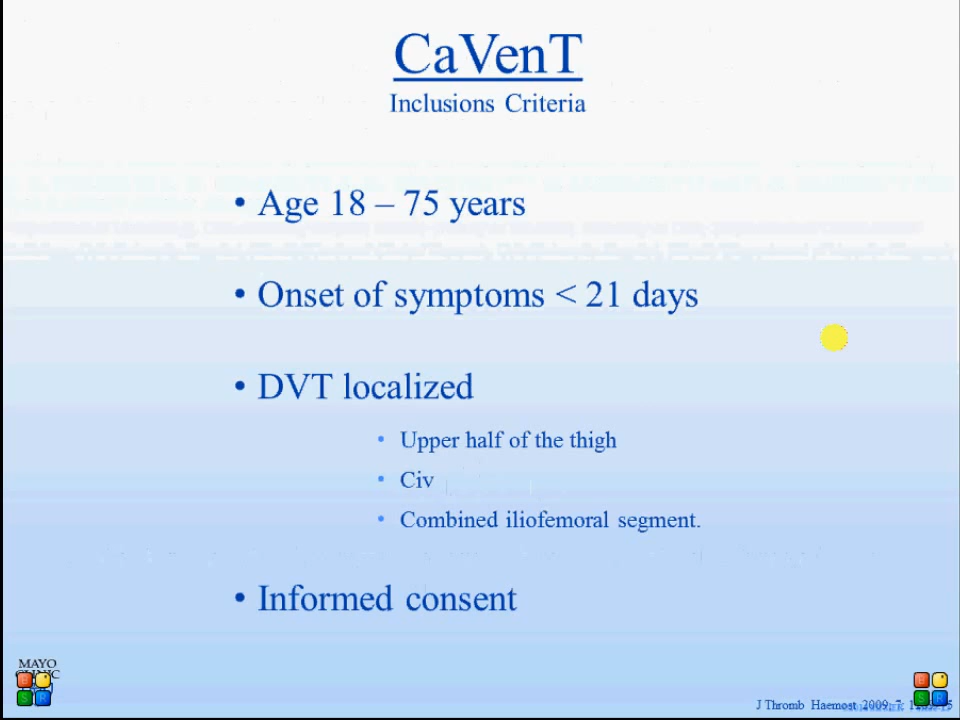 CaVenT
Inclusions Criteria
• Age 18 – 75 years
• Onset of symptoms < 21 days
• DVT localized
• Upper half of the thigh
• Civ
• Combined iliofemoral segment.
• Informed consent
MAYO
J Thromb Haemost 2009; 7: